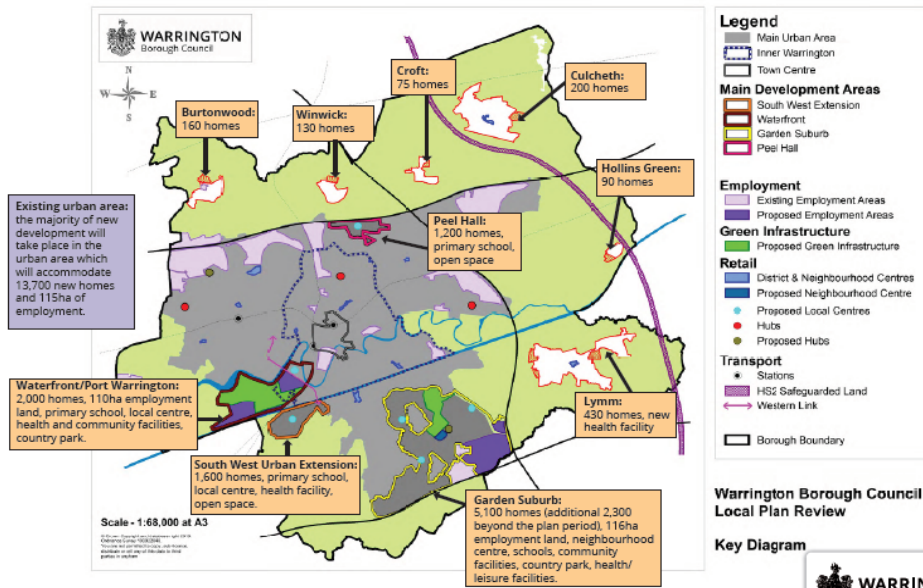 WARRINGTON
Borough Council
N
W
E
S
Burtonwood:
160 homes
Winwick:
130 homes
Croft:
75 homes
Culcheth:
200 homes
Hollins Green:
90 homes
Existing urban area:
the majority of new
development will
take place in the
urban area which
will accommodate
13,700 new homes
and 115ha of
employment.
Peel Hall:
1,200 homes,
primary school,
open space
Waterfront/Port Warrington:
2,000 homes, 110ha employment
land, primary school, local centre,
health and community facilities,
country park.
Lymm:
430 homes, new
health facility
South West Urban Extension:
1,600 homes, primary school,
local centre, health facility,
open space.
Garden Suburb:
5,100 homes (additional 2,300
beyond the plan period), 116ha
employment land, neighbourhood
centre, schools, community
facilities, country park, health/
leisure facilities.
Scale - 1:68,000 at A3
Legend
Main Urban Area
Inner Warrington
Town Centre
Main Development Areas
South West Extension
Waterfront
Garden Suburb
Peel Hall
Employment
Existing Employment Areas
Proposed Employment Areas
Green Infrastructure
Proposed Green Infrastructure
Retail
District & Neighbourhood Centres
Proposed Neighbourhood Centre
Proposed Local Centres
Hubs
Proposed Hubs
Transport
Stations
HS2 Safeguarded Land
Western Link
Borough Boundary
Warrington Borough Council
Local Plan Review
Key Diagram